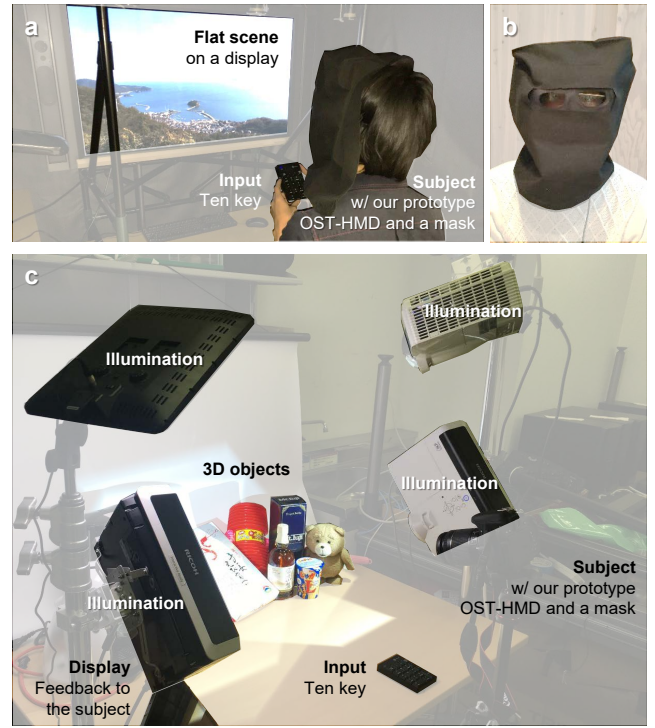 a
Flat scene
on a display
Input
Ten key
Subject
w/ our prototype
OST-HMD and a mask
b
c
Illumination
Illumination
3D objects
Illumination
RICOH
Illumination
Subject
w/ our prototype
OST-HMD and a mask
Display
Feedback to
the subject
Input
Ten key